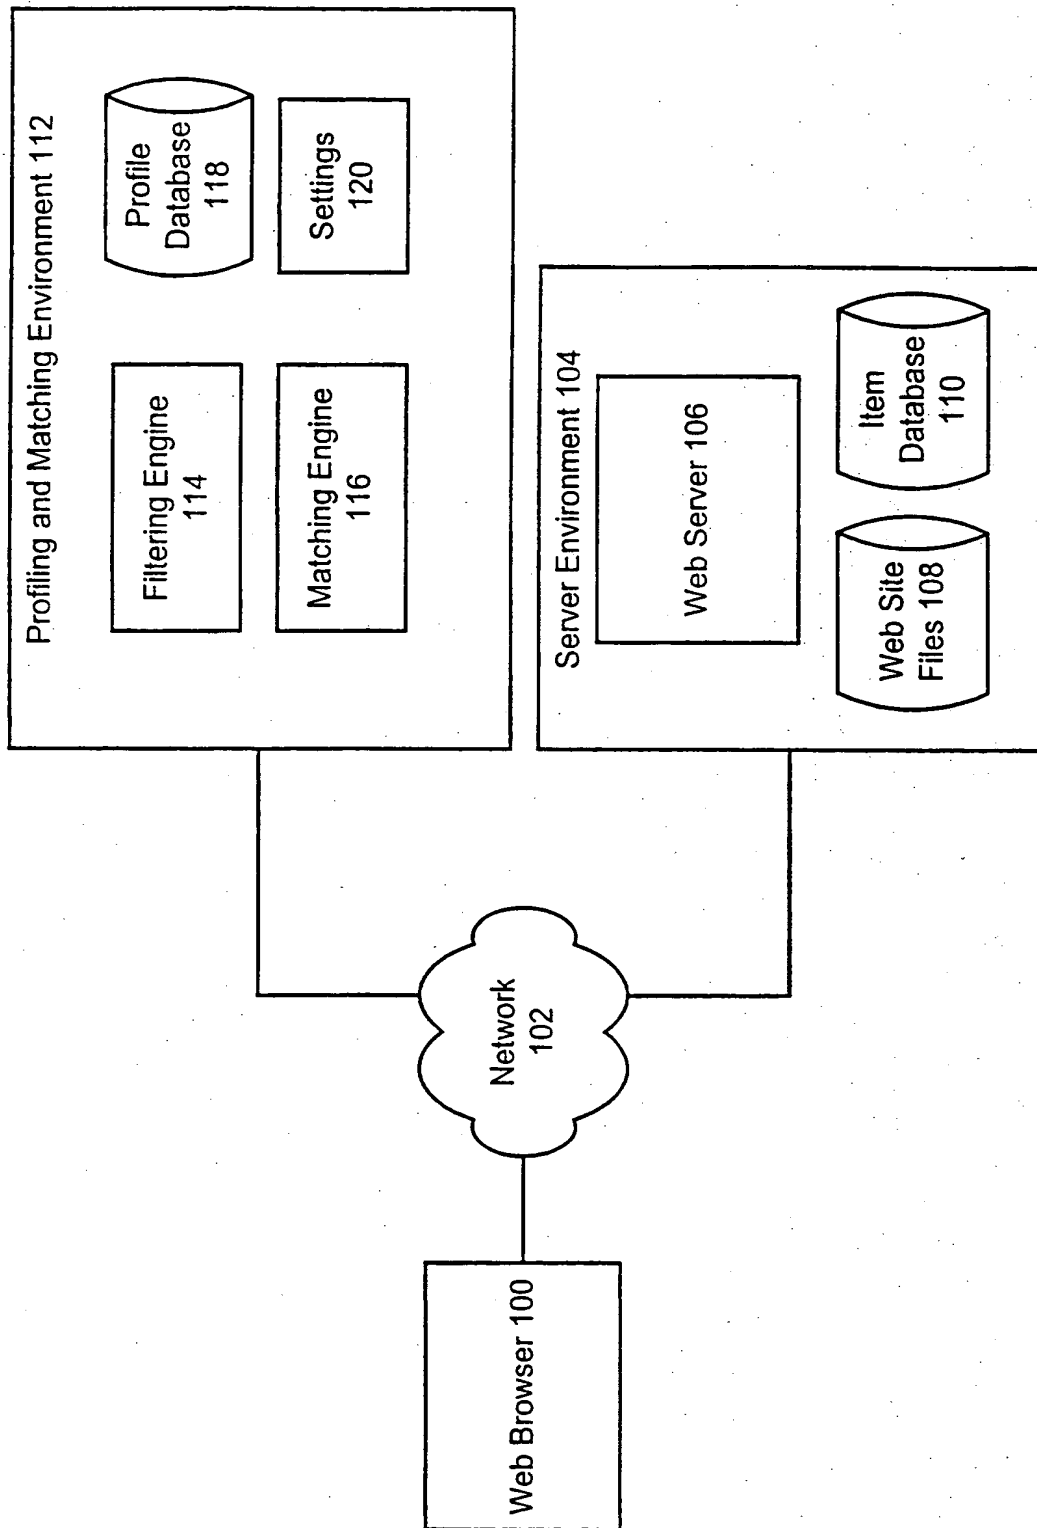 Profiling and Matching Environment 112
Filtering Engine
114
Profile
Database
118
Matching Engine
116
Settings
120
Server Environment 104
Web Server 106
Web Site
Files 108
Item
Database
110
Network
102
Web Browser 100